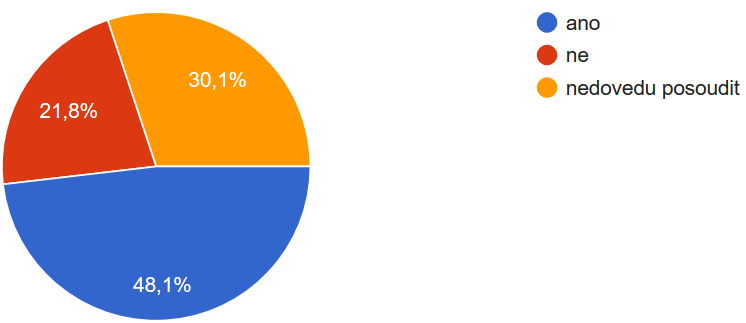 ano
ne
nedovedu posoudit
30,1%
21,8%
48,1%